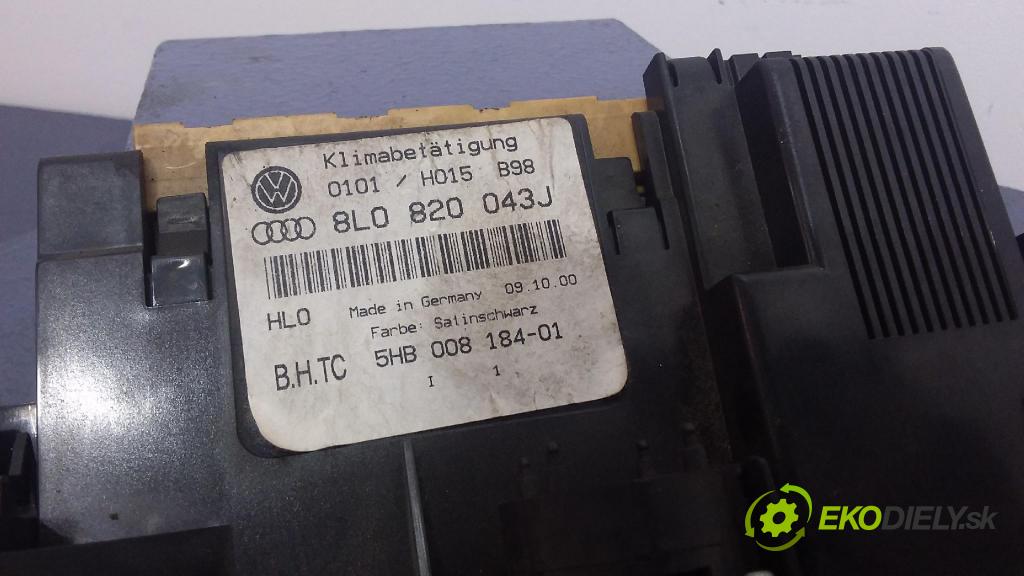 Klimabetätigung
0101 / H015 B98
8L0 820 043J
HLO Made in Germany 09.10.00
Farbe: Satinschwarz
B.H.TC 5HB 008 184-01
I 1
EKODIELY.sk